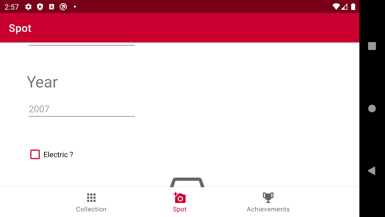 2:57
Spot
Year
2007
Electric ?
Collection
Spot
Achievements